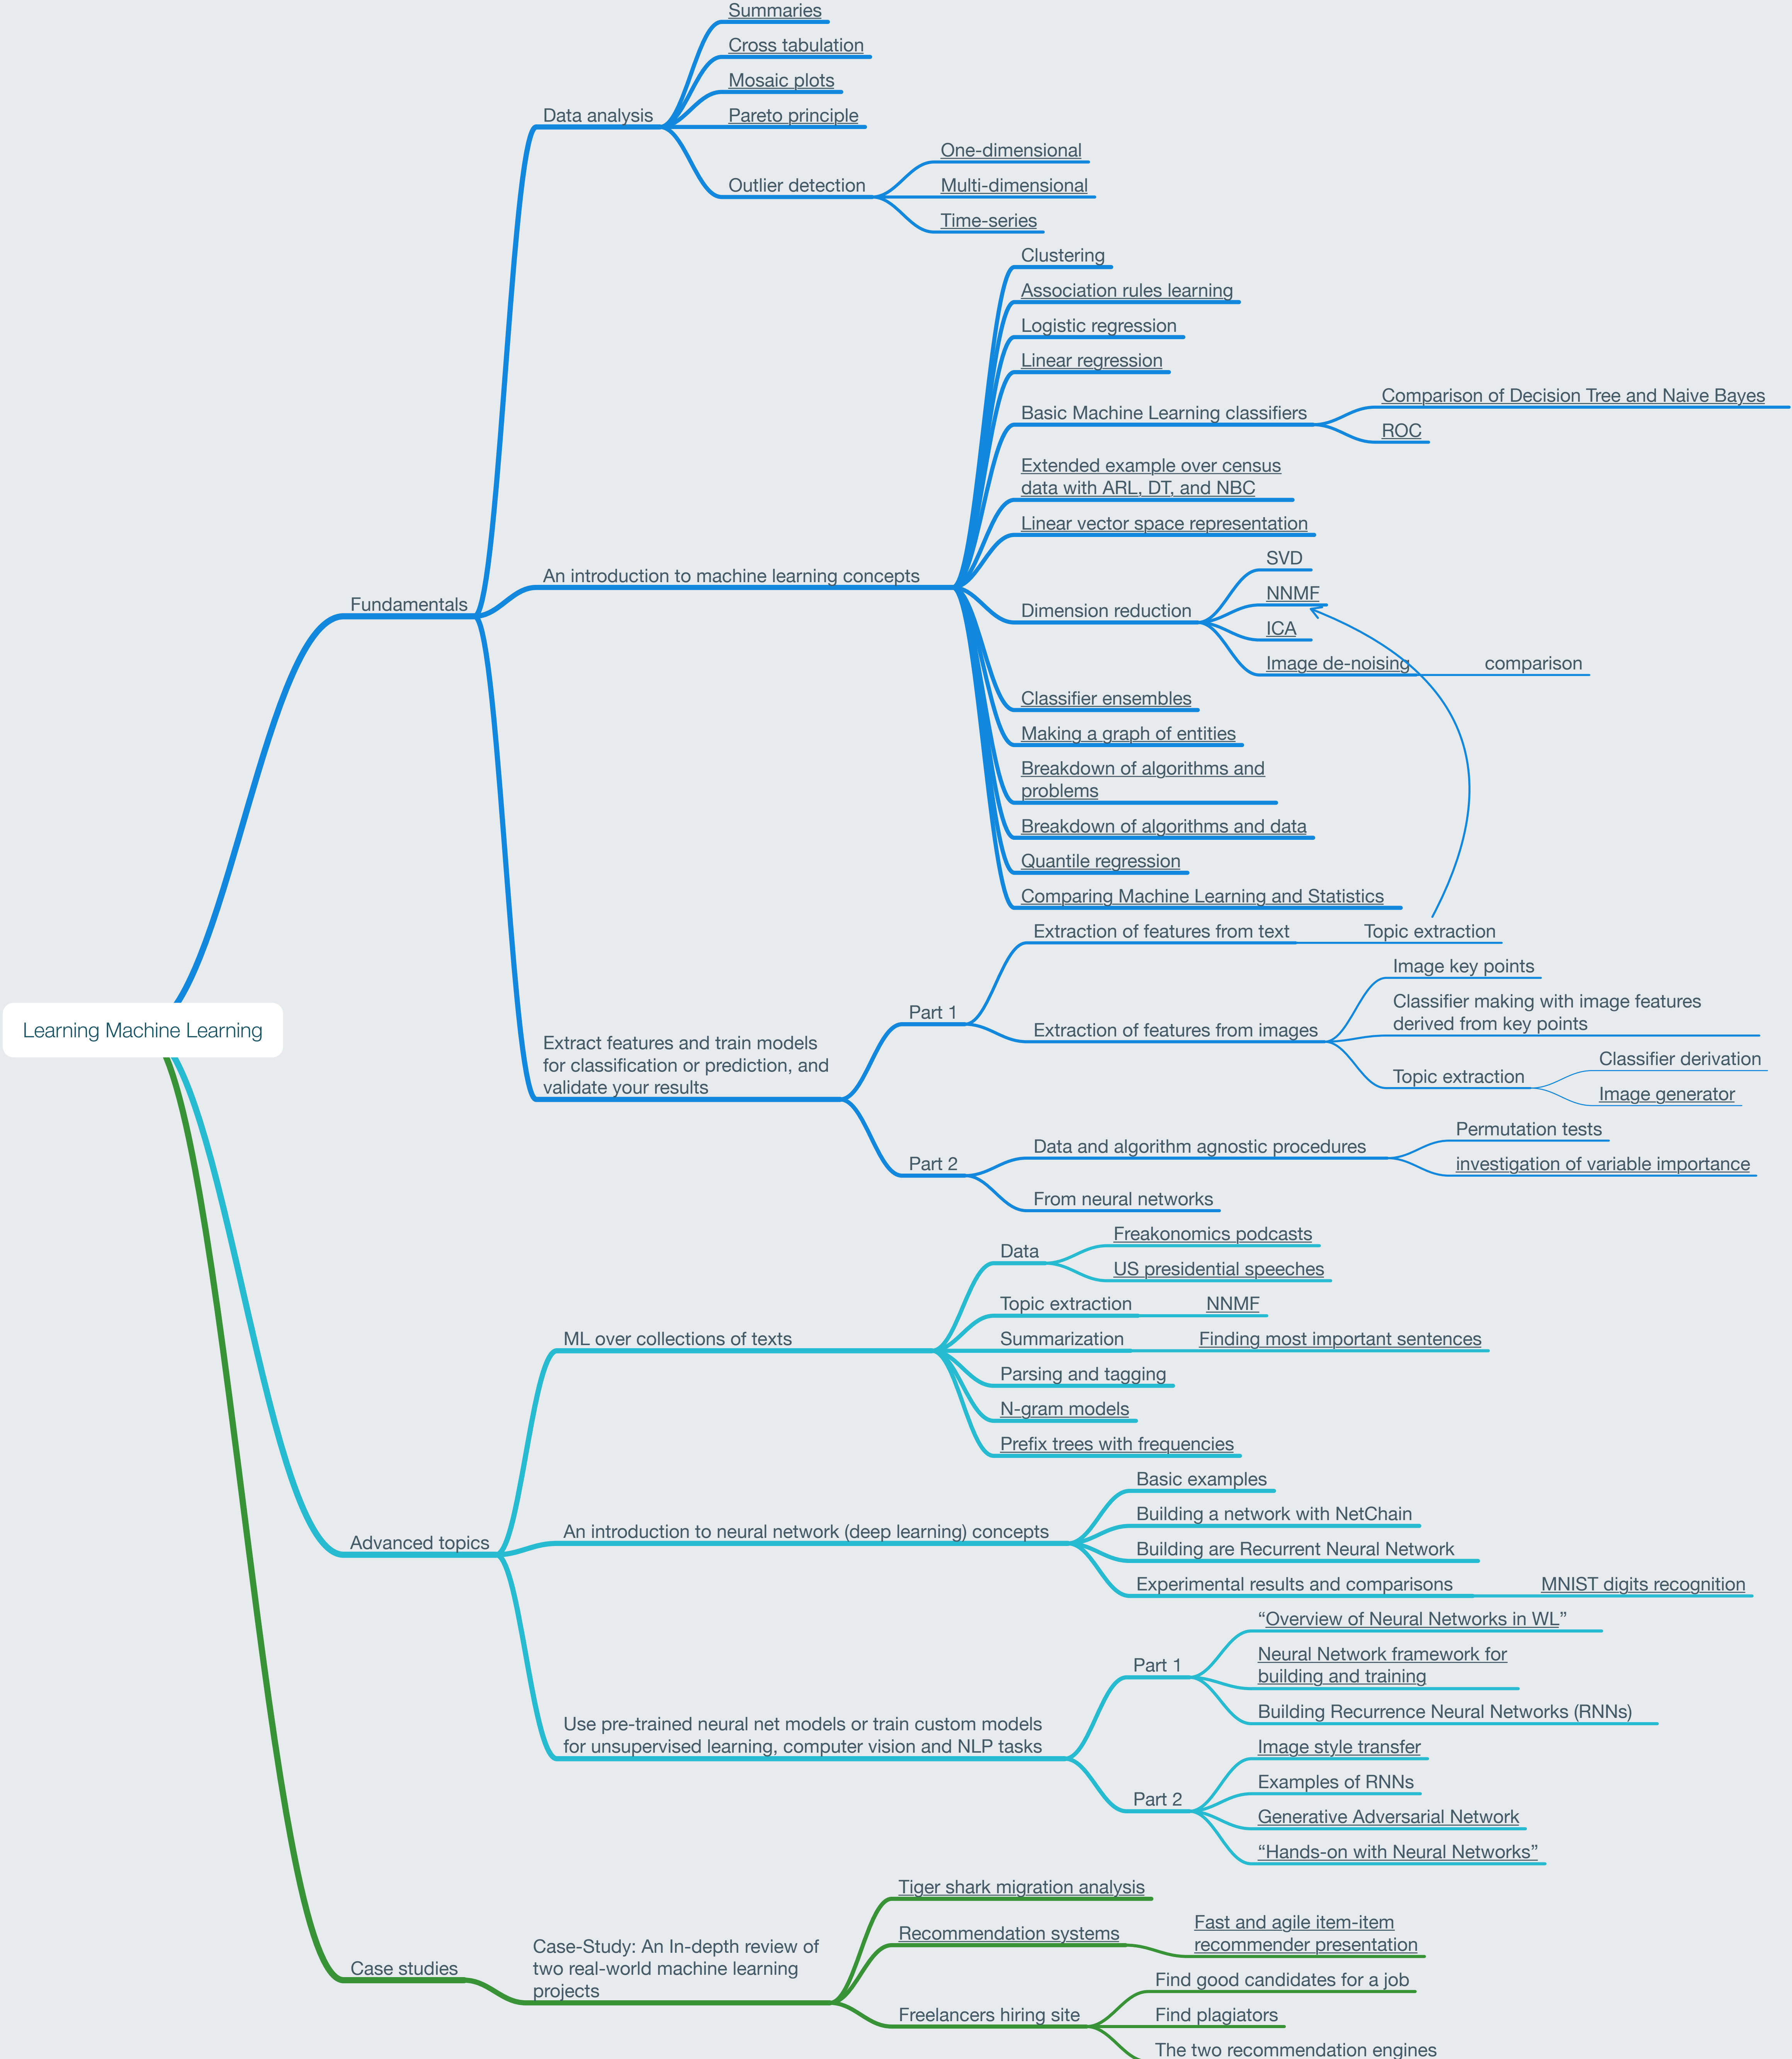 Summaries
Cross tabulation
Mosaic plots
Data analysis
Pareto principle
One-dimensional
Outlier detection
Multi-dimensional
Time-series
Clustering
Association rules learning
Logistic regression
Linear regression
Comparison of Decision Tree and Naive Bayes
Basic Machine Learning classifiers
ROC
Extended example over census
data with ARL, DT, and NBC
Linear vector space representation
SVD
An introduction to machine learning concepts
NNMF
Fundamentals
Dimension reduction
ICA
Image de-noising
comparison
Classifier ensembles
Making a graph of entities
Breakdown of algorithms and
problems
Breakdown of algorithms and data
Quantile regression
Comparing Machine Learning and Statistics
Extraction of features from text
Topic extraction
Image key points
Part 1
Classifier making with image features
derived from key points
Learning Machine Learning
Extraction of features from images
Extract features and train models
for classification or prediction, and
validate your results
Classifier derivation
Topic extraction
Image generator
Permutation tests
Data and algorithm agnostic procedures
Part 2
investigation of variable importance
From neural networks
Freakonomics podcasts
Data
US presidential speeches
Topic extraction
NNMF
ML over collections of texts
Summarization
Finding most important sentences
Parsing and tagging
N-gram models
Prefix trees with frequencies
Basic examples
Building a network with NetChain
An introduction to neural network (deep learning) concepts
Advanced topics
Building are Recurrent Neural Network
Experimental results and comparisons
MNIST digits recognition
“Overview of Neural Networks in WL”
Part 1
Neural Network framework for
building and training
Building Recurrence Neural Networks (RNNs)
Use pre-trained neural net models or train custom models
for unsupervised learning, computer vision and NLP tasks
Image style transfer
Examples of RNNs
Part 2
Generative Adversarial Network
“Hands-on with Neural Networks”
Tiger shark migration analysis
Recommendation systems
Fast and agile item-item
recommender presentation
Case studies
Case-Study: An In-depth review of
two real-world machine learning
projects
Find good candidates for a job
Freelancers hiring site
Find plagiators
The two recommendation engines